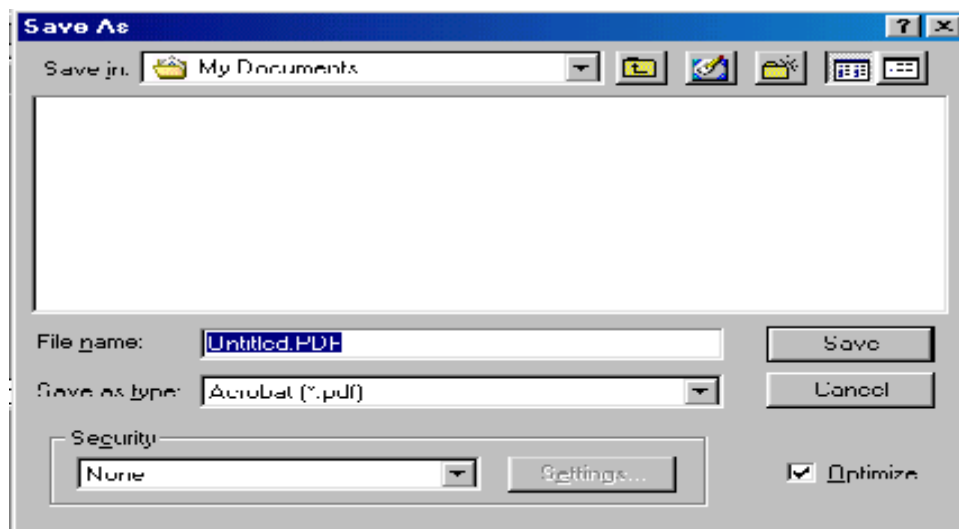 Save As
Save in: My Documents
File name: Untitled.PDF Save
Save as type: Acrobat (*.pdf) Cancel
Security
None Settings... Optimize